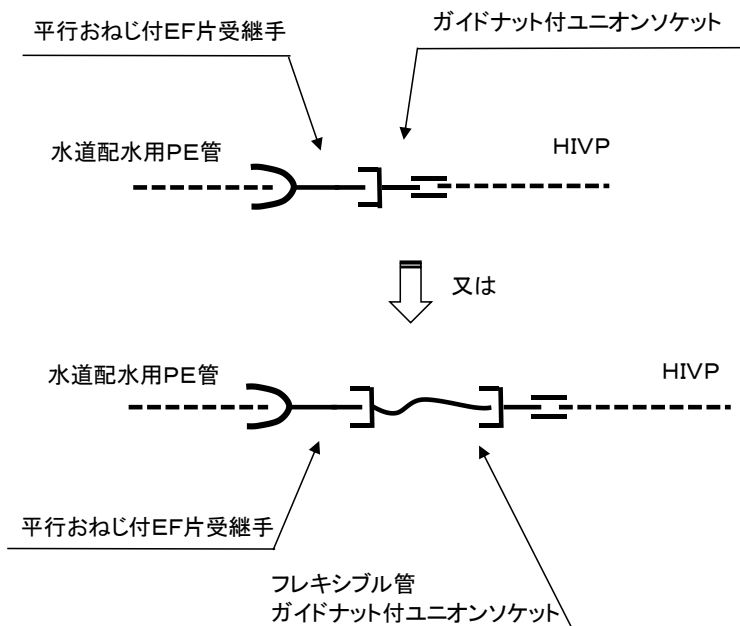 平行おねじ付EF片受継手
ガイドナット付ユニオンソケット
水道配水用PE管
HIVP
又は
水道配水用PE管
HIVP
平行おねじ付EF片受継手
フレキシブル管
ガイドナット付ユニオンソケット